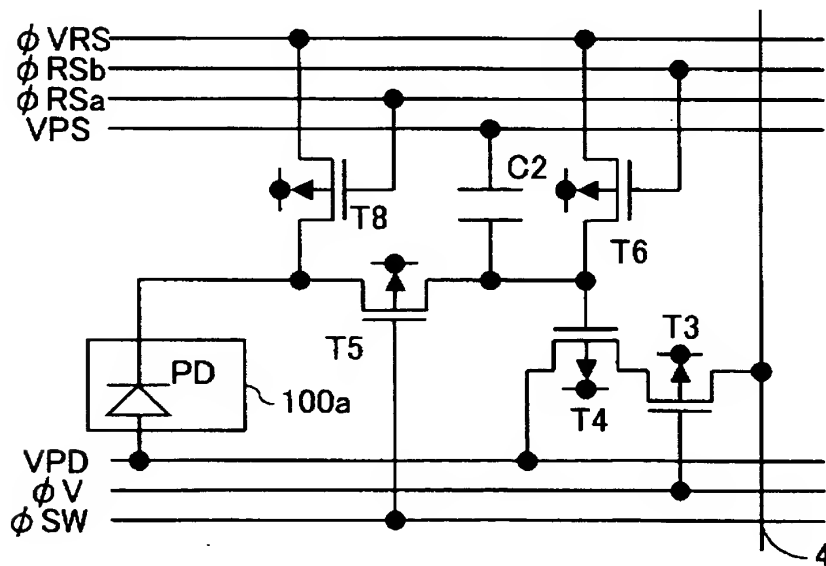 φVRS
φRSb
φRSa
VPS
C2
T8
T6
T5
T3
PD
100a
T4
VPD
φV
φSW
4